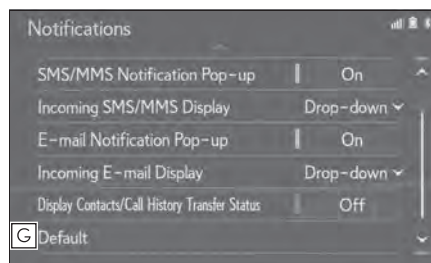 Notifications
SMS/MMS Notification Pop-up On
Incoming SMS/MMS Display Drop-down
E-mail Notification Pop-up On
Incoming E-mail Display Drop-down
Display Contacts/Call History Transfer Status Off
G Default